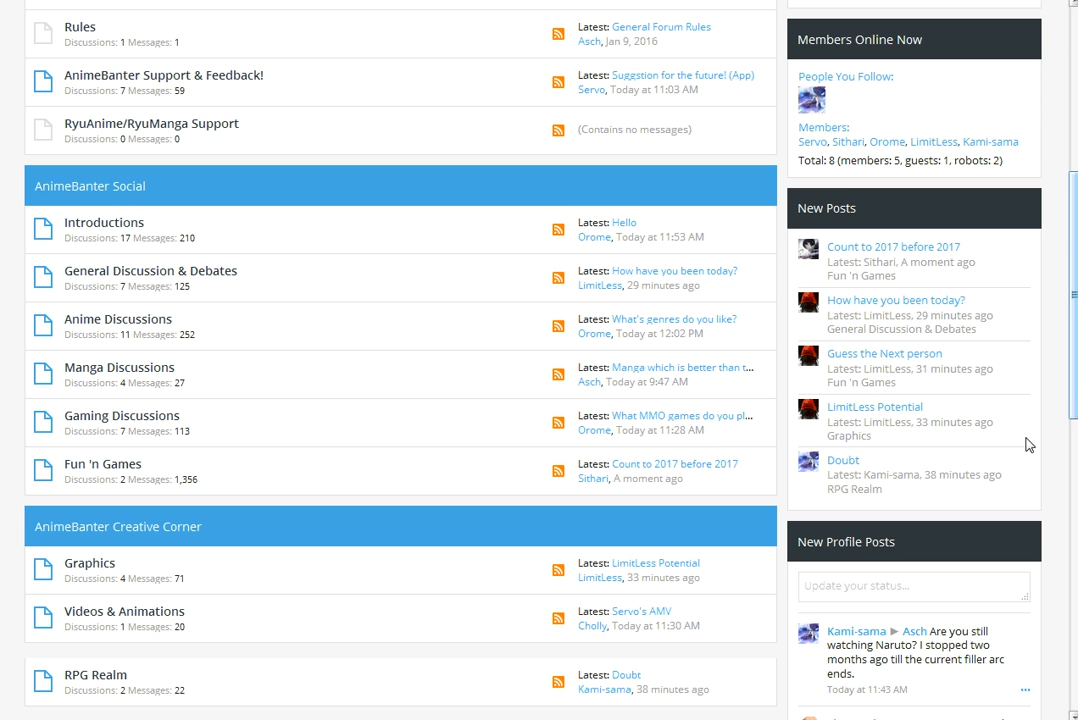 Rules
Discussions: 1 Messages: 1
Latest: General Forum Rules
Asch, Jan 9, 2016
AnimeBanter Support & Feedback!
Discussions: 7 Messages: 59
Latest: Suggstion for the future! (App)
Servo, Today at 11:03 AM
RyuAnime/RyuManga Support
Discussions: 0 Messages: 0
(Contains no messages)
AnimeBanter Social
Introductions
Discussions: 17 Messages: 210
Latest: Hello
Orome, Today at 11:53 AM
General Discussion & Debates
Discussions: 7 Messages: 125
Latest: How have you been today?
LimitLess, 29 minutes ago
Anime Discussions
Discussions: 11 Messages: 252
Latest: What's genres do you like?
Orome, Today at 12:02 PM
Manga Discussions
Discussions: 4 Messages: 27
Latest: Manga which is better than t...
Asch, Today at 9:47 AM
Gaming Discussions
Discussions: 7 Messages: 113
Latest: What MMO games do you pl...
Orome, Today at 11:28 AM
Fun 'n Games
Discussions: 2 Messages: 1,356
Latest: Count to 2017 before 2017
Sithari, A moment ago
AnimeBanter Creative Corner
Graphics
Discussions: 4 Messages: 71
Latest: LimitLess Potential
LimitLess, 33 minutes ago
Videos & Animations
Discussions: 1 Messages: 20
Latest: Servo's AMV
Cholly, Today at 11:30 AM
RPG Realm
Discussions: 2 Messages: 22
Latest: Doubt
Kami-sama, 38 minutes ago
Members Online Now
People You Follow:
Members:
Servo, Sithari, Orome, LimitLess, Kami-sama
Total: 8 (members: 5, guests: 1, robots: 2)
New Posts
Count to 2017 before 2017
Latest: Sithari, A moment ago
Fun 'n Games
How have you been today?
Latest: LimitLess, 29 minutes ago
General Discussion & Debates
Guess the Next person
Latest: LimitLess, 31 minutes ago
Fun 'n Games
LimitLess Potential
Latest: LimitLess, 33 minutes ago
Graphics
Doubt
Latest: Kami-sama, 38 minutes ago
RPG Realm
New Profile Posts
Update your status...
Kami-sama ► Asch Are you still
watching Naruto? I stopped two
months ago till the current filler arc
ends.
Today at 11:43 AM
•••